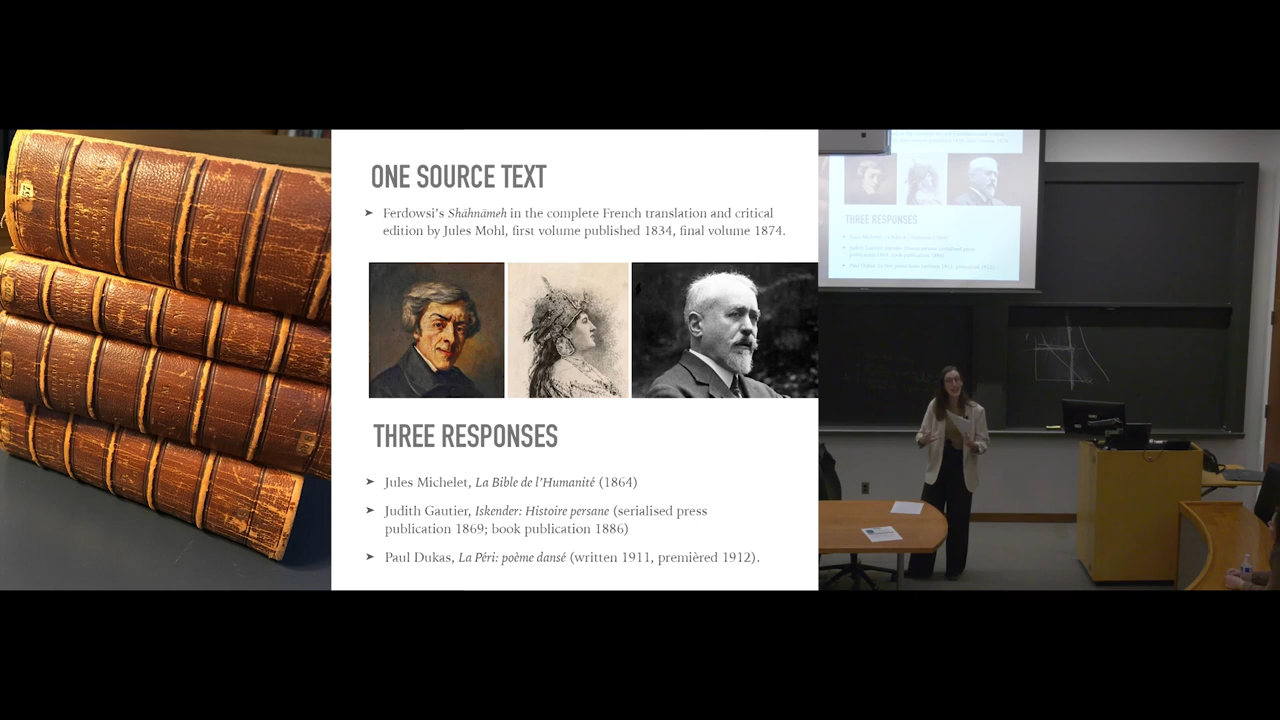 ONE SOURCE TEXT
➤ Ferdowsi's Shāhnāmeh in the complete French translation and critical
edition by Jules Mohl, first volume published 1834, final volume 1874.
THREE RESPONSES
➤ Jules Michelet, La Bible de l'Humanité (1864)
➤ Judith Gautier, Iskender: Histoire persane (serialised press
publication 1869; book publication 1886)
➤ Paul Dukas, La Péri: poème dansé (written 1911, premièred 1912).
THREE RESPONSES